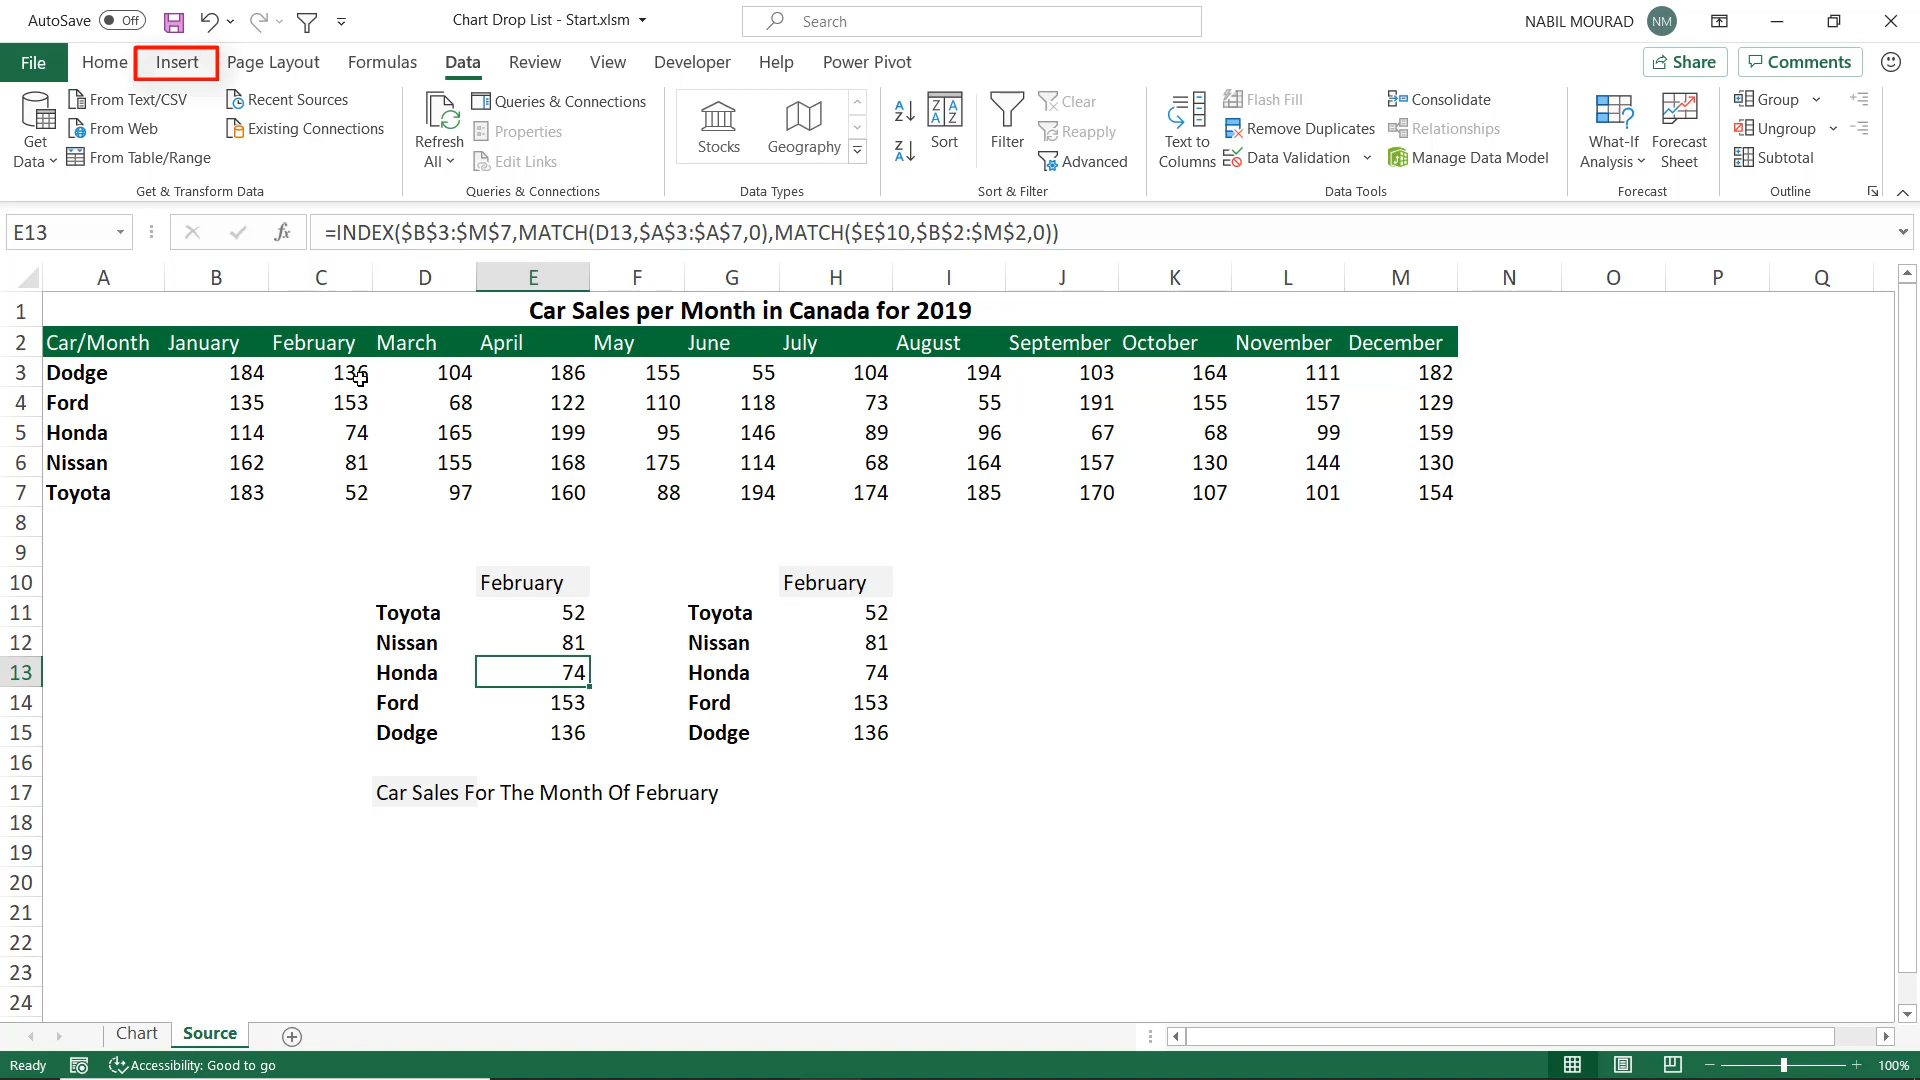 AutoSave Off Chart Drop List - Start.xlsm Search NABIL MOURAD NM
File Home Insert Page Layout Formulas Data Review View Developer Help Power Pivot Share Comments
Get Data From Text/CSV From Web From Table/Range Recent Sources Existing Connections
Refresh All Queries & Connections Properties Edit Links
Stocks Geography
Sort Filter Clear Reapply Advanced
Text to Columns Flash Fill Remove Duplicates Data Validation Consolidate Relationships Manage Data Model
What-If Analysis Forecast Sheet
Group Ungroup Subtotal
Get & Transform Data Queries & Connections Data Types Sort & Filter Data Tools Forecast Outline
E13 fx =INDEX($B$3:$M$7,MATCH(D13,$A$3:$A$7,0),MATCH($E$10,$B$2:$M$2,0))
A B C D E F G H I J K L M N O P Q
1 Car Sales per Month in Canada for 2019
2 Car/Month January February March April May June July August September October November December
3 Dodge 184 136 104 186 155 55 104 194 103 164 111 182
4 Ford 135 153 68 122 110 118 73 55 191 155 157 129
5 Honda 114 74 165 199 95 146 89 96 67 68 99 159
6 Nissan 162 81 155 168 175 114 68 164 157 130 144 130
7 Toyota 183 52 97 160 88 194 174 185 170 107 101 154
8
9
10 February February
11 Toyota 52 Toyota 52
12 Nissan 81 Nissan 81
13 Honda 74 Honda 74
14 Ford 153 Ford 153
15 Dodge 136 Dodge 136
16
17 Car Sales For The Month Of February
18
19
20
21
22
23
24
Chart Source
Ready Accessibility: Good to go 100%